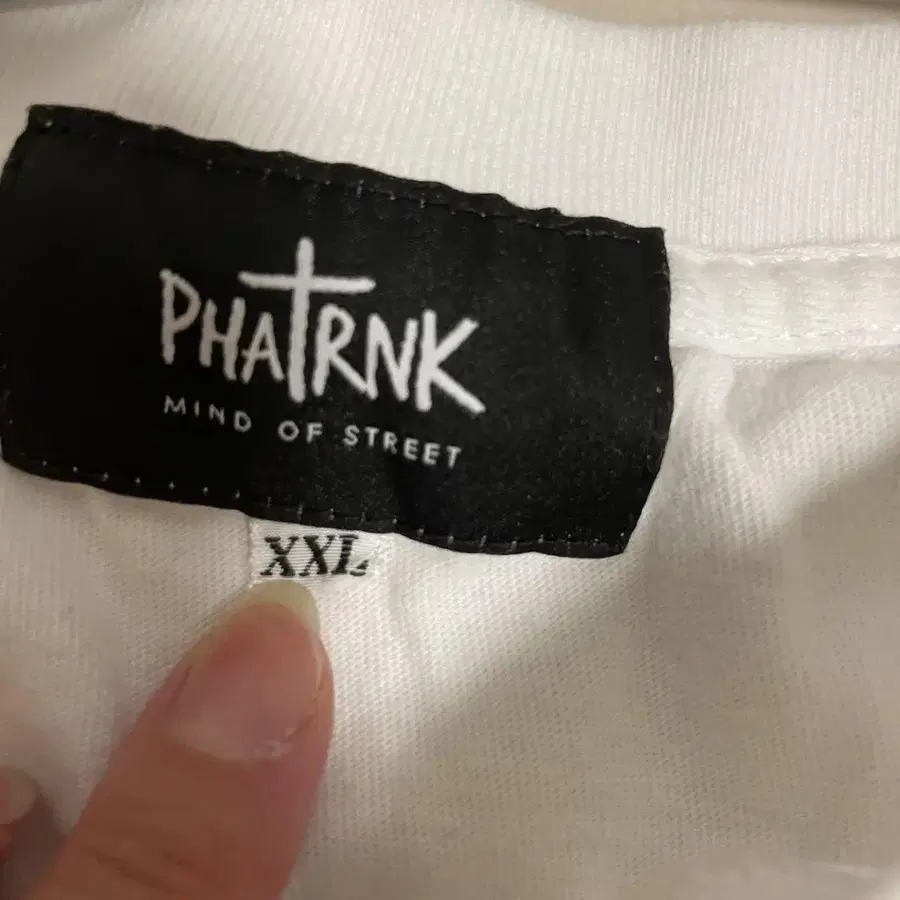 PHATRNK
MIND OF STREET
XXL